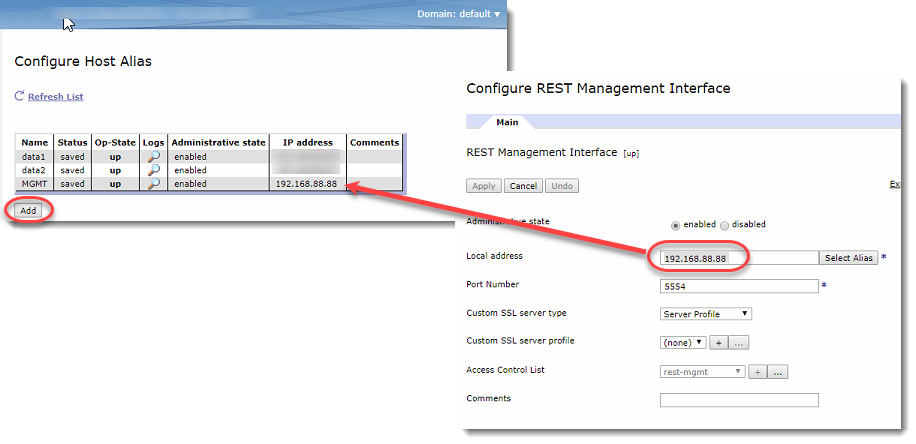 Domain: default
Configure Host Alias
Refresh List
Name Status Op-State Logs Administrative state IP address Comments
data1 saved up enabled
data2 saved up enabled
MGMT saved up enabled 192.168.88.88
Add
Configure REST Management Interface
Main
REST Management Interface [up]
Apply Cancel Undo
Ex
Administrative state enabled disabled
Local address 192.168.88.88 Select Alias *
Port Number 5554 *
Custom SSL server type Server Profile
Custom SSL server profile (none) + ...
Access Control List rest-mgmt + ...
Comments